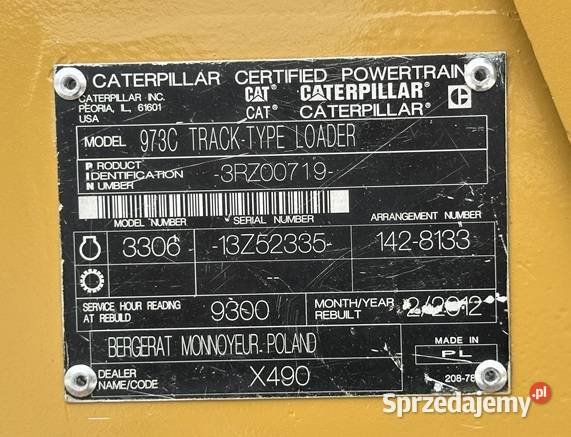 CATERPILLAR CERTIFIED POWERTRAIN
CATERPILLAR INC.
PEORIA, IL, 61601
USA
CAT CATERPILLAR
CAT® CATERPILLAR®
MODEL 973C TRACK-TYPE LOADER
PRODUCT
IDENTIFICATION -3RZ00719-
NUMBER
MODEL NUMBER SERIAL NUMBER ARRANGEMENT NUMBER
3306 -13Z52335- 142-8133
SERVICE HOUR READING
AT REBUILD 9300
MONTH/YEAR
REBUILT 2/2012
BERGERAT MONNOYEUR-POLAND
DEALER
NAME/CODE X490
MADE IN
PL
208-78
Sprzedajemy.pl